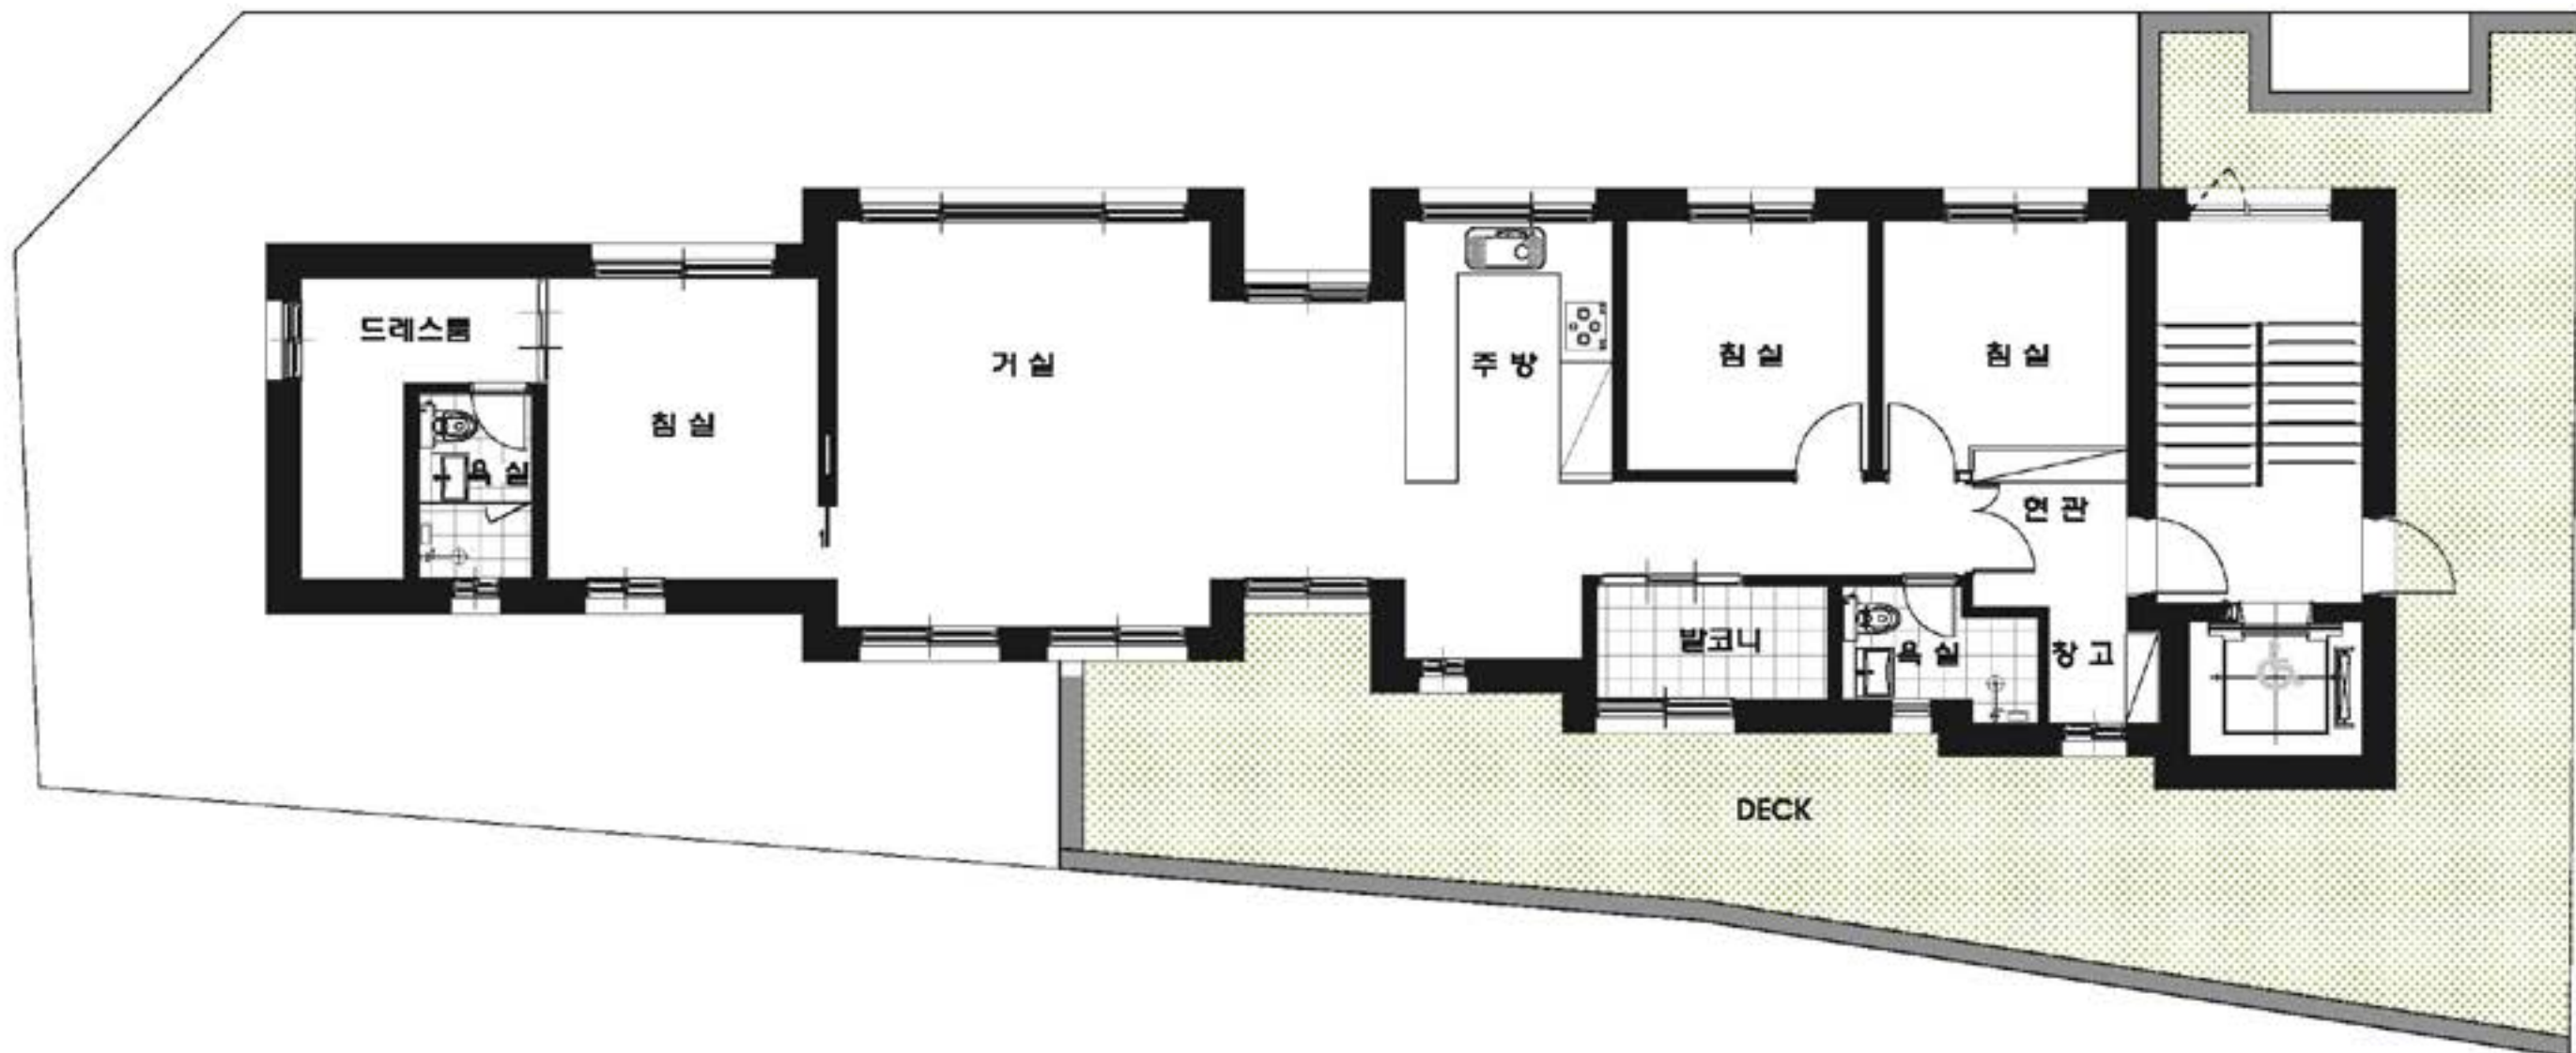 드레스룸
거 실
주 방
침 실
침 실
침 실
욕 실
현 관
발코니
욕 실
창 고
DECK